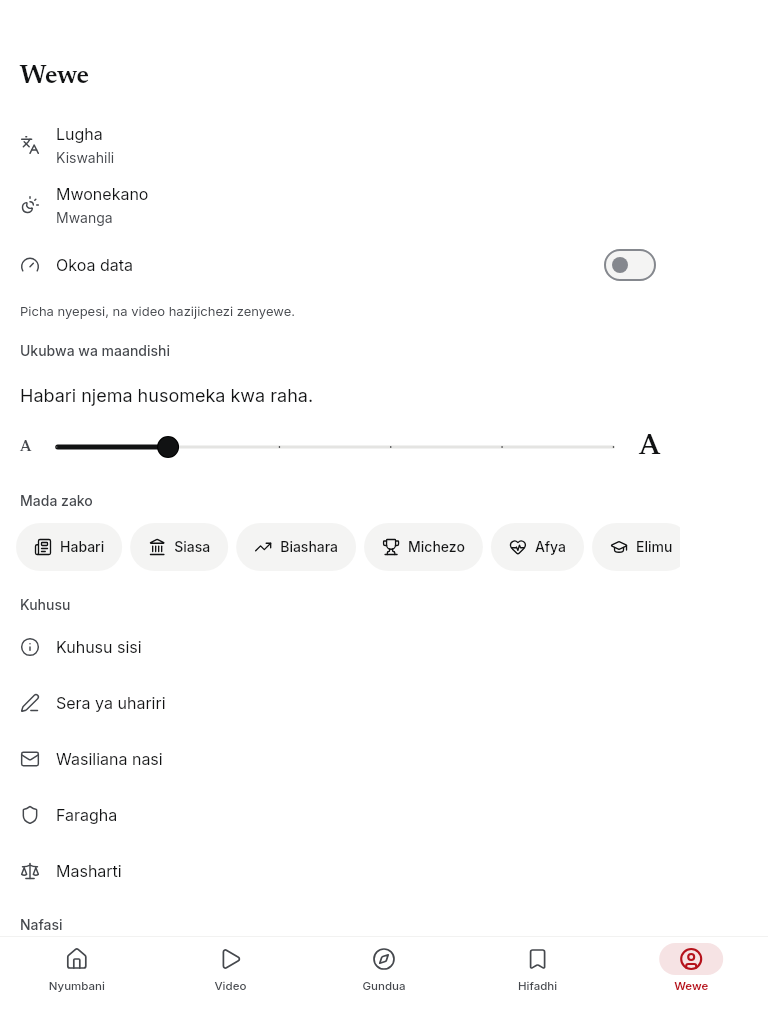 Wewe
Lugha
Kiswahili
Mwonekano
Mwanga
Okoa data
Picha nyepesi, na video hazijichezi zenyewe.
Ukubwa wa maandishi
Habari njema husomeka kwa raha.
A A
Mada zako
Habari Siasa Biashara Michezo Afya Elimu
Kuhusu
Kuhusu sisi
Sera ya uhariri
Wasiliana nasi
Faragha
Masharti
Nafasi
Nyumbani Video Gundua Hifadhi Wewe